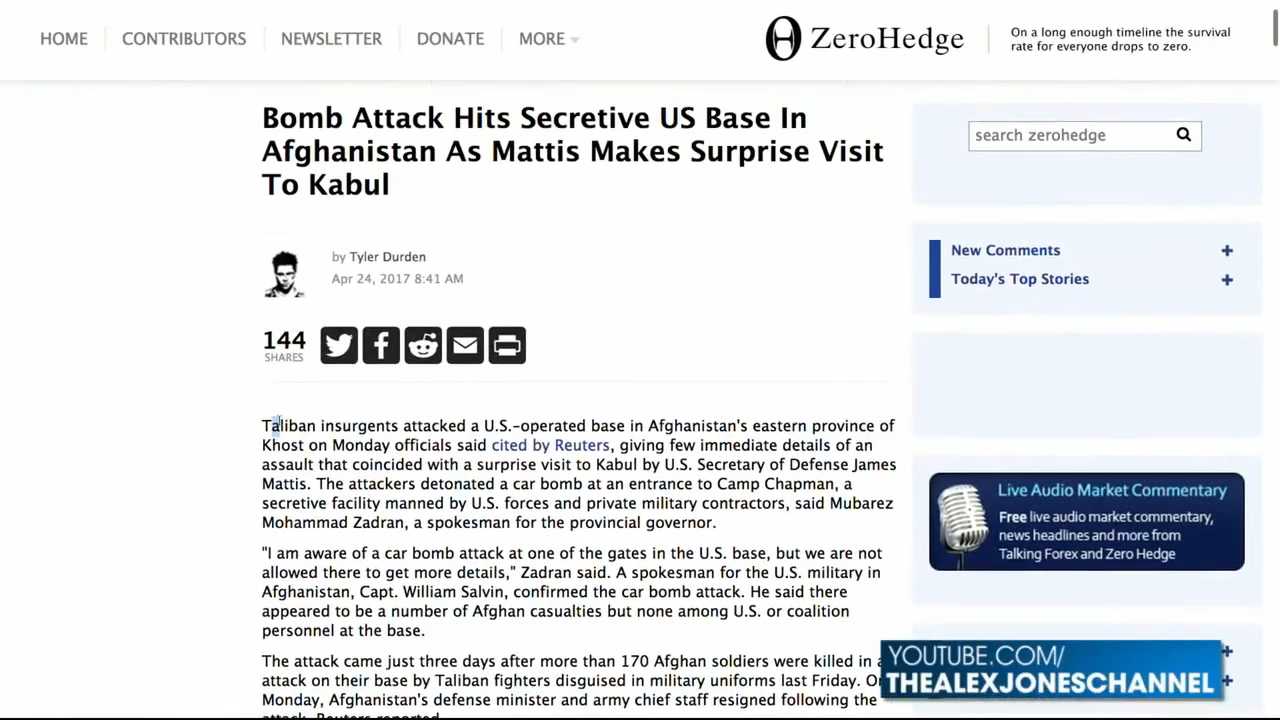 HOME
CONTRIBUTORS
NEWSLETTER
DONATE
MORE
ZeroHedge
On a long enough timeline the survival
rate for everyone drops to zero.
Bomb Attack Hits Secretive US Base In
Afghanistan As Mattis Makes Surprise Visit
To Kabul
by Tyler Durden
Apr 24, 2017 8:41 AM
144
SHARES
Taliban insurgents attacked a U.S.-operated base in Afghanistan's eastern province of
Khost on Monday officials said cited by Reuters, giving few immediate details of an
assault that coincided with a surprise visit to Kabul by U.S. Secretary of Defense James
Mattis. The attackers detonated a car bomb at an entrance to Camp Chapman, a
secretive facility manned by U.S. forces and private military contractors, said Mubarez
Mohammad Zadran, a spokesman for the provincial governor.
"I am aware of a car bomb attack at one of the gates in the U.S. base, but we are not
allowed there to get more details," Zadran said. A spokesman for the U.S. military in
Afghanistan, Capt. William Salvin, confirmed the car bomb attack. He said there
appeared to be a number of Afghan casualties but none among U.S. or coalition
personnel at the base.
The attack came just three days after more than 170 Afghan soldiers were killed in
attack on their base by Taliban fighters disguised in military uniforms last Friday.
Monday, Afghanistan's defense minister and army chief staff resigned following the
attack, Reuters reported.
search zerohedge
New Comments
Today's Top Stories
Live Audio Market Commentary
Free live audio market commentary,
news headlines and more from
Talking Forex and Zero Hedge
YOUTUBE.COM/
THEALEXJONESCHANNEL